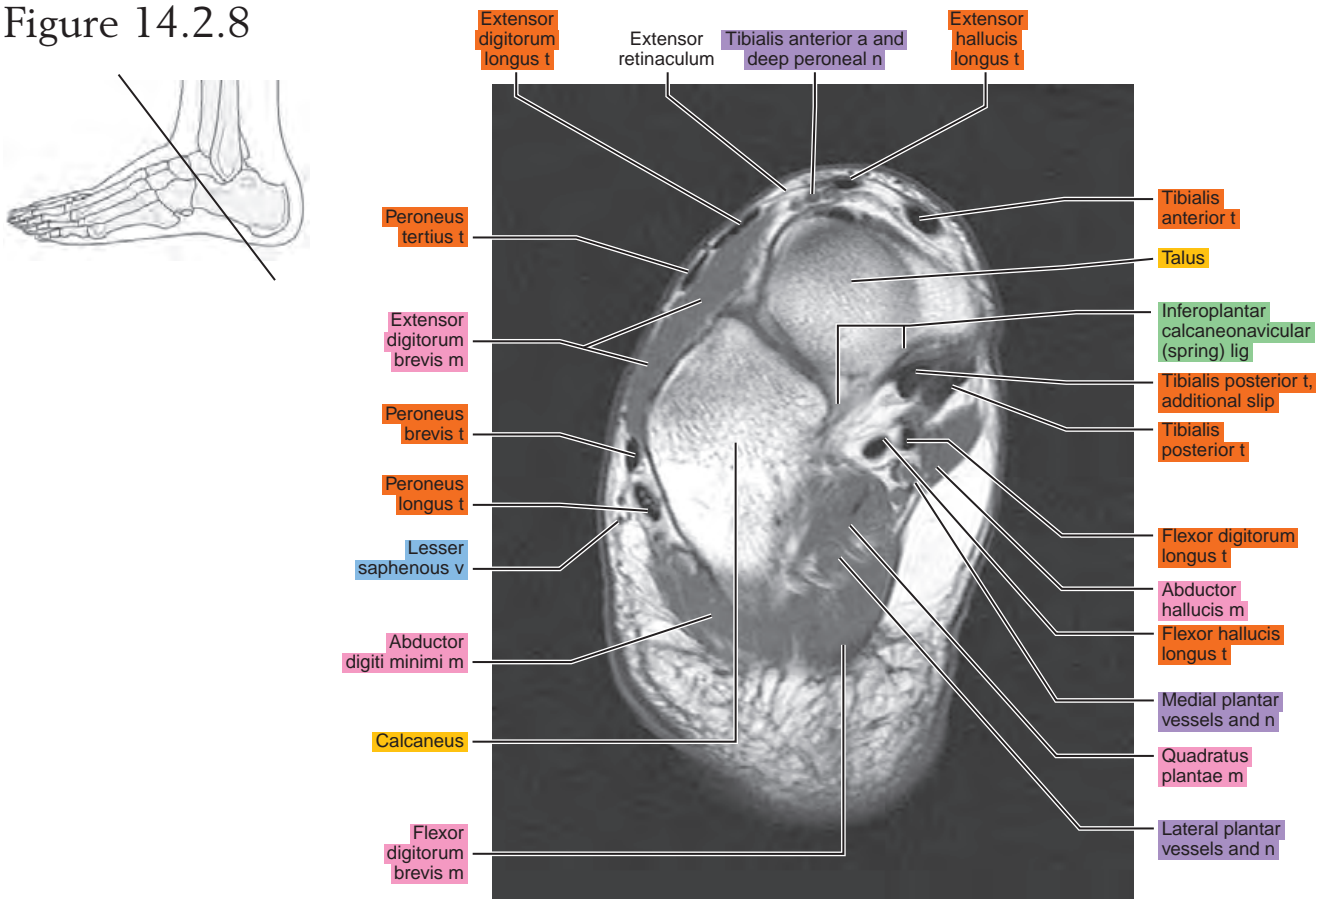 Figure 14.2.8
Extensor
digitorum
longus t
Extensor
retinaculum
Tibialis anterior a and
deep peroneal n
Extensor
hallucis
longus t
Peroneus
tertius t
Extensor
digitorum
brevis m
Peroneus
brevis t
Peroneus
longus t
Lesser
saphenous v
Abductor
digiti minimi m
Calcaneus
Flexor
digitorum
brevis m
Tibialis
anterior t
Talus
Inferoplantar
calcaneonavicular
(spring) lig
Tibialis posterior t,
additional slip
Tibialis
posterior t
Flexor digitorum
longus t
Abductor
hallucis m
Flexor hallucis
longus t
Medial plantar
vessels and n
Quadratus
plantae m
Lateral plantar
vessels and n